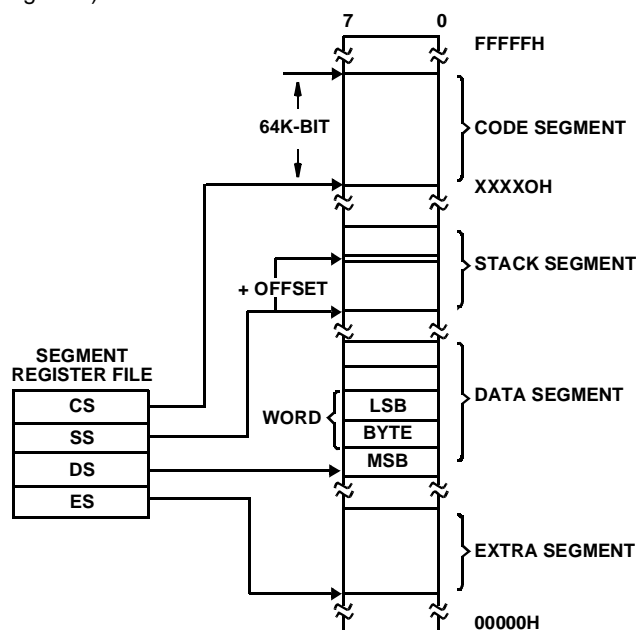 7 0
FFFFFH
64K-BIT
CODE SEGMENT
XXXXOH
STACK SEGMENT
+ OFFSET
SEGMENT
REGISTER FILE
CS
SS
DS
ES
WORD
LSB
BYTE
MSB
DATA SEGMENT
EXTRA SEGMENT
00000H